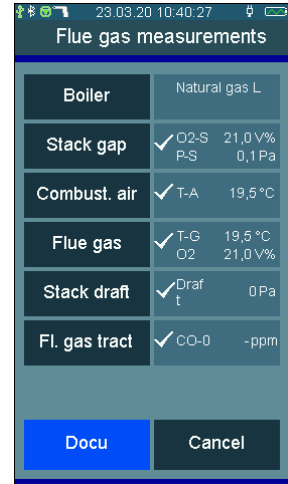 23.03.20 10:40:27
Flue gas measurements
Boiler
Natural gas L
Stack gap
O2-S 21,0 V%
P-S 0,1 Pa
Combust. air
T-A 19,5 °C
Flue gas
T-G 19,5 °C
O2 21,0 V%
Stack draft
Draf
t 0 Pa
Fl. gas tract
CO-0 -ppm
Docu
Cancel